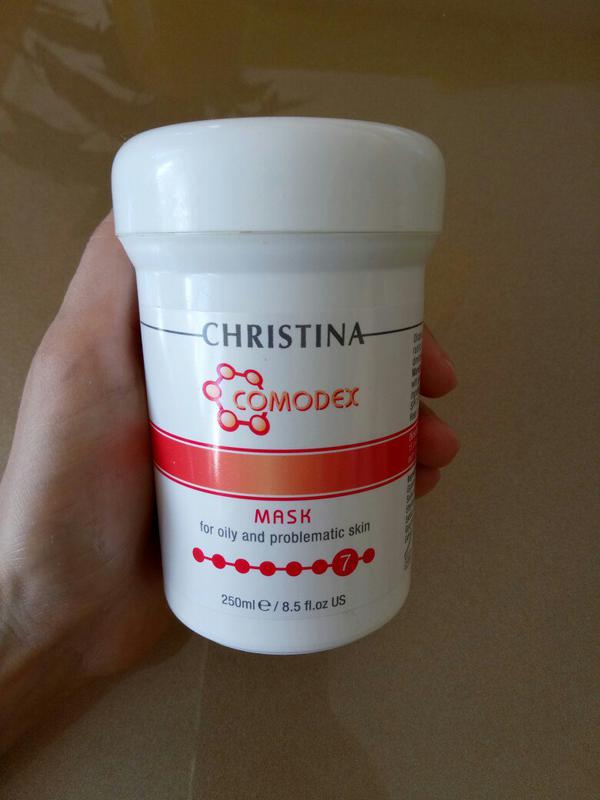 CHRISTINA
COMODEX
MASK
for oily and problematic skin
7
250ml ℮ / 8.5 fl.oz US